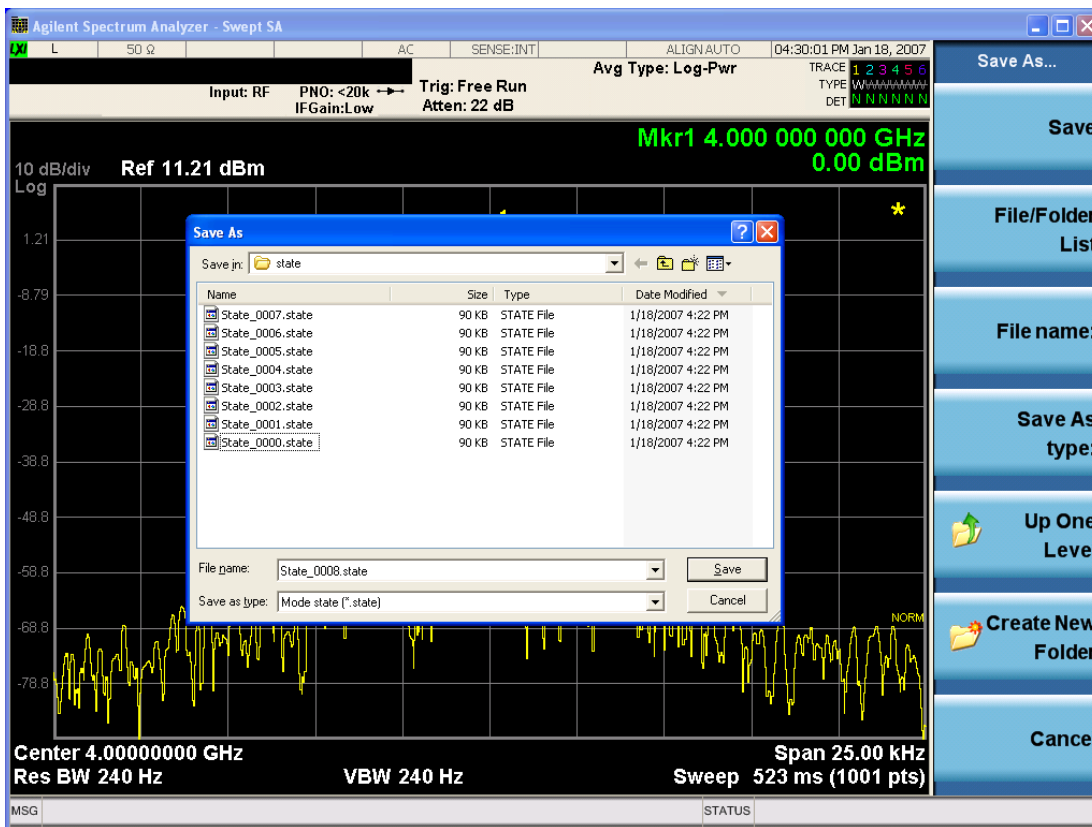 Agilent Spectrum Analyzer - Swept SA
LXI L 50 Ω AC SENSE:INT ALIGN AUTO 04:30:01 PM Jan 18, 2007
Input: RF
PNO: <20k
IFGain:Low
Trig: Free Run
Atten: 22 dB
Avg Type: Log-Pwr
TRACE 1 2 3 4 5 6
TYPE WWWWWW
DET N N N N N N
Mkr1 4.000 000 000 GHz
0.00 dBm
10 dB/div Ref 11.21 dBm
Log
1.21
-8.79
-18.8
-28.8
-38.8
-48.8
-58.8
-68.8
-78.8
*
NORM
Save As
Save in: state
Name Size Type Date Modified
State_0007.state 90 KB STATE File 1/18/2007 4:22 PM
State_0006.state 90 KB STATE File 1/18/2007 4:22 PM
State_0005.state 90 KB STATE File 1/18/2007 4:22 PM
State_0004.state 90 KB STATE File 1/18/2007 4:22 PM
State_0003.state 90 KB STATE File 1/18/2007 4:22 PM
State_0002.state 90 KB STATE File 1/18/2007 4:22 PM
State_0001.state 90 KB STATE File 1/18/2007 4:22 PM
State_0000.state 90 KB STATE File 1/18/2007 4:22 PM
File name: State_0008.state Save
Save as type: Mode state (*.state) Cancel
Center 4.00000000 GHz Span 25.00 kHz
Res BW 240 Hz VBW 240 Hz Sweep 523 ms (1001 pts)
MSG STATUS
Save As...
Save
File/Folder
List
File name:
Save As
type:
Up One
Leve
Create New
Folder
Cance